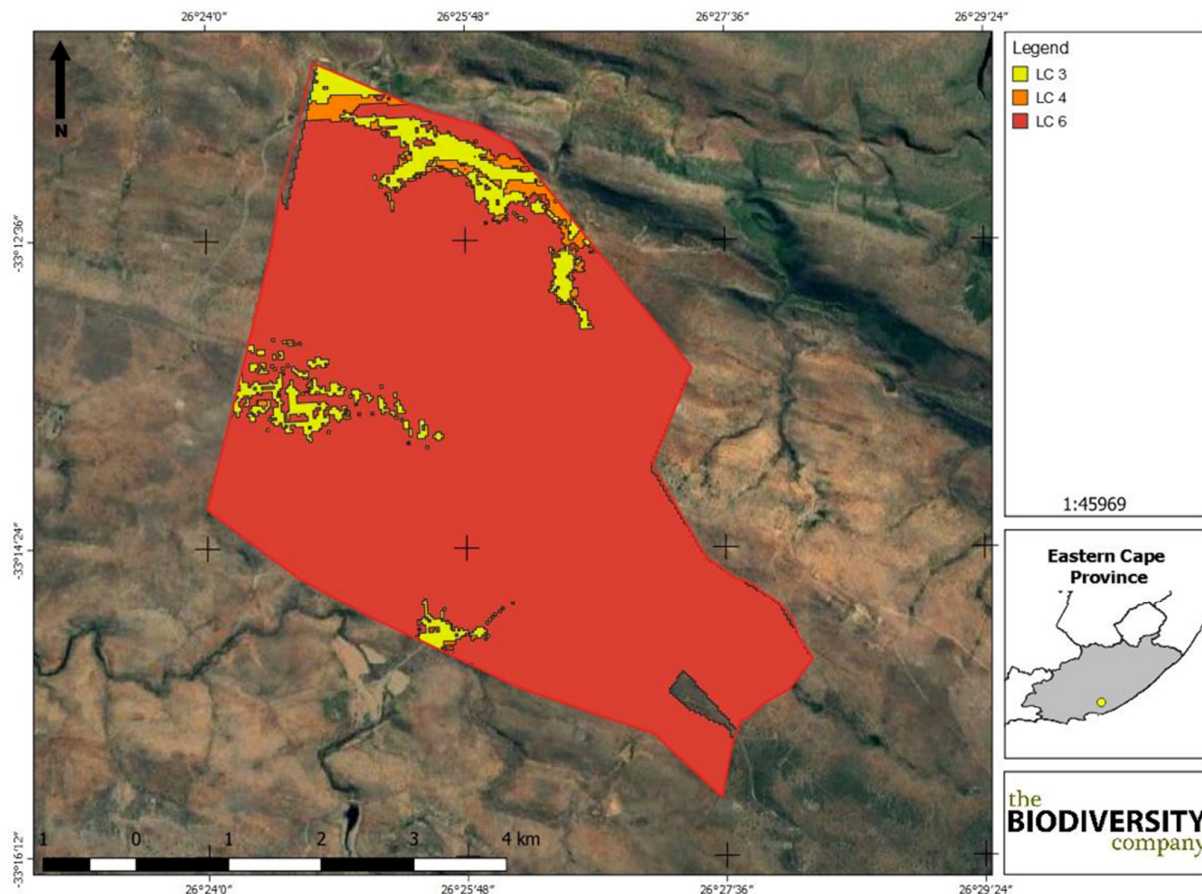 26°24'0" 26°25'48" 26°27'36" 26°29'24"
N
-33°12'36"
-33°14'24"
-33°16'12"
1 0 1 2 3 4 km
26°24'0" 26°25'48" 26°27'36" 26°29'24"
Legend
LC 3
LC 4
LC 6
1:45969
Eastern Cape
Province
the
BIODIVERSITY
company